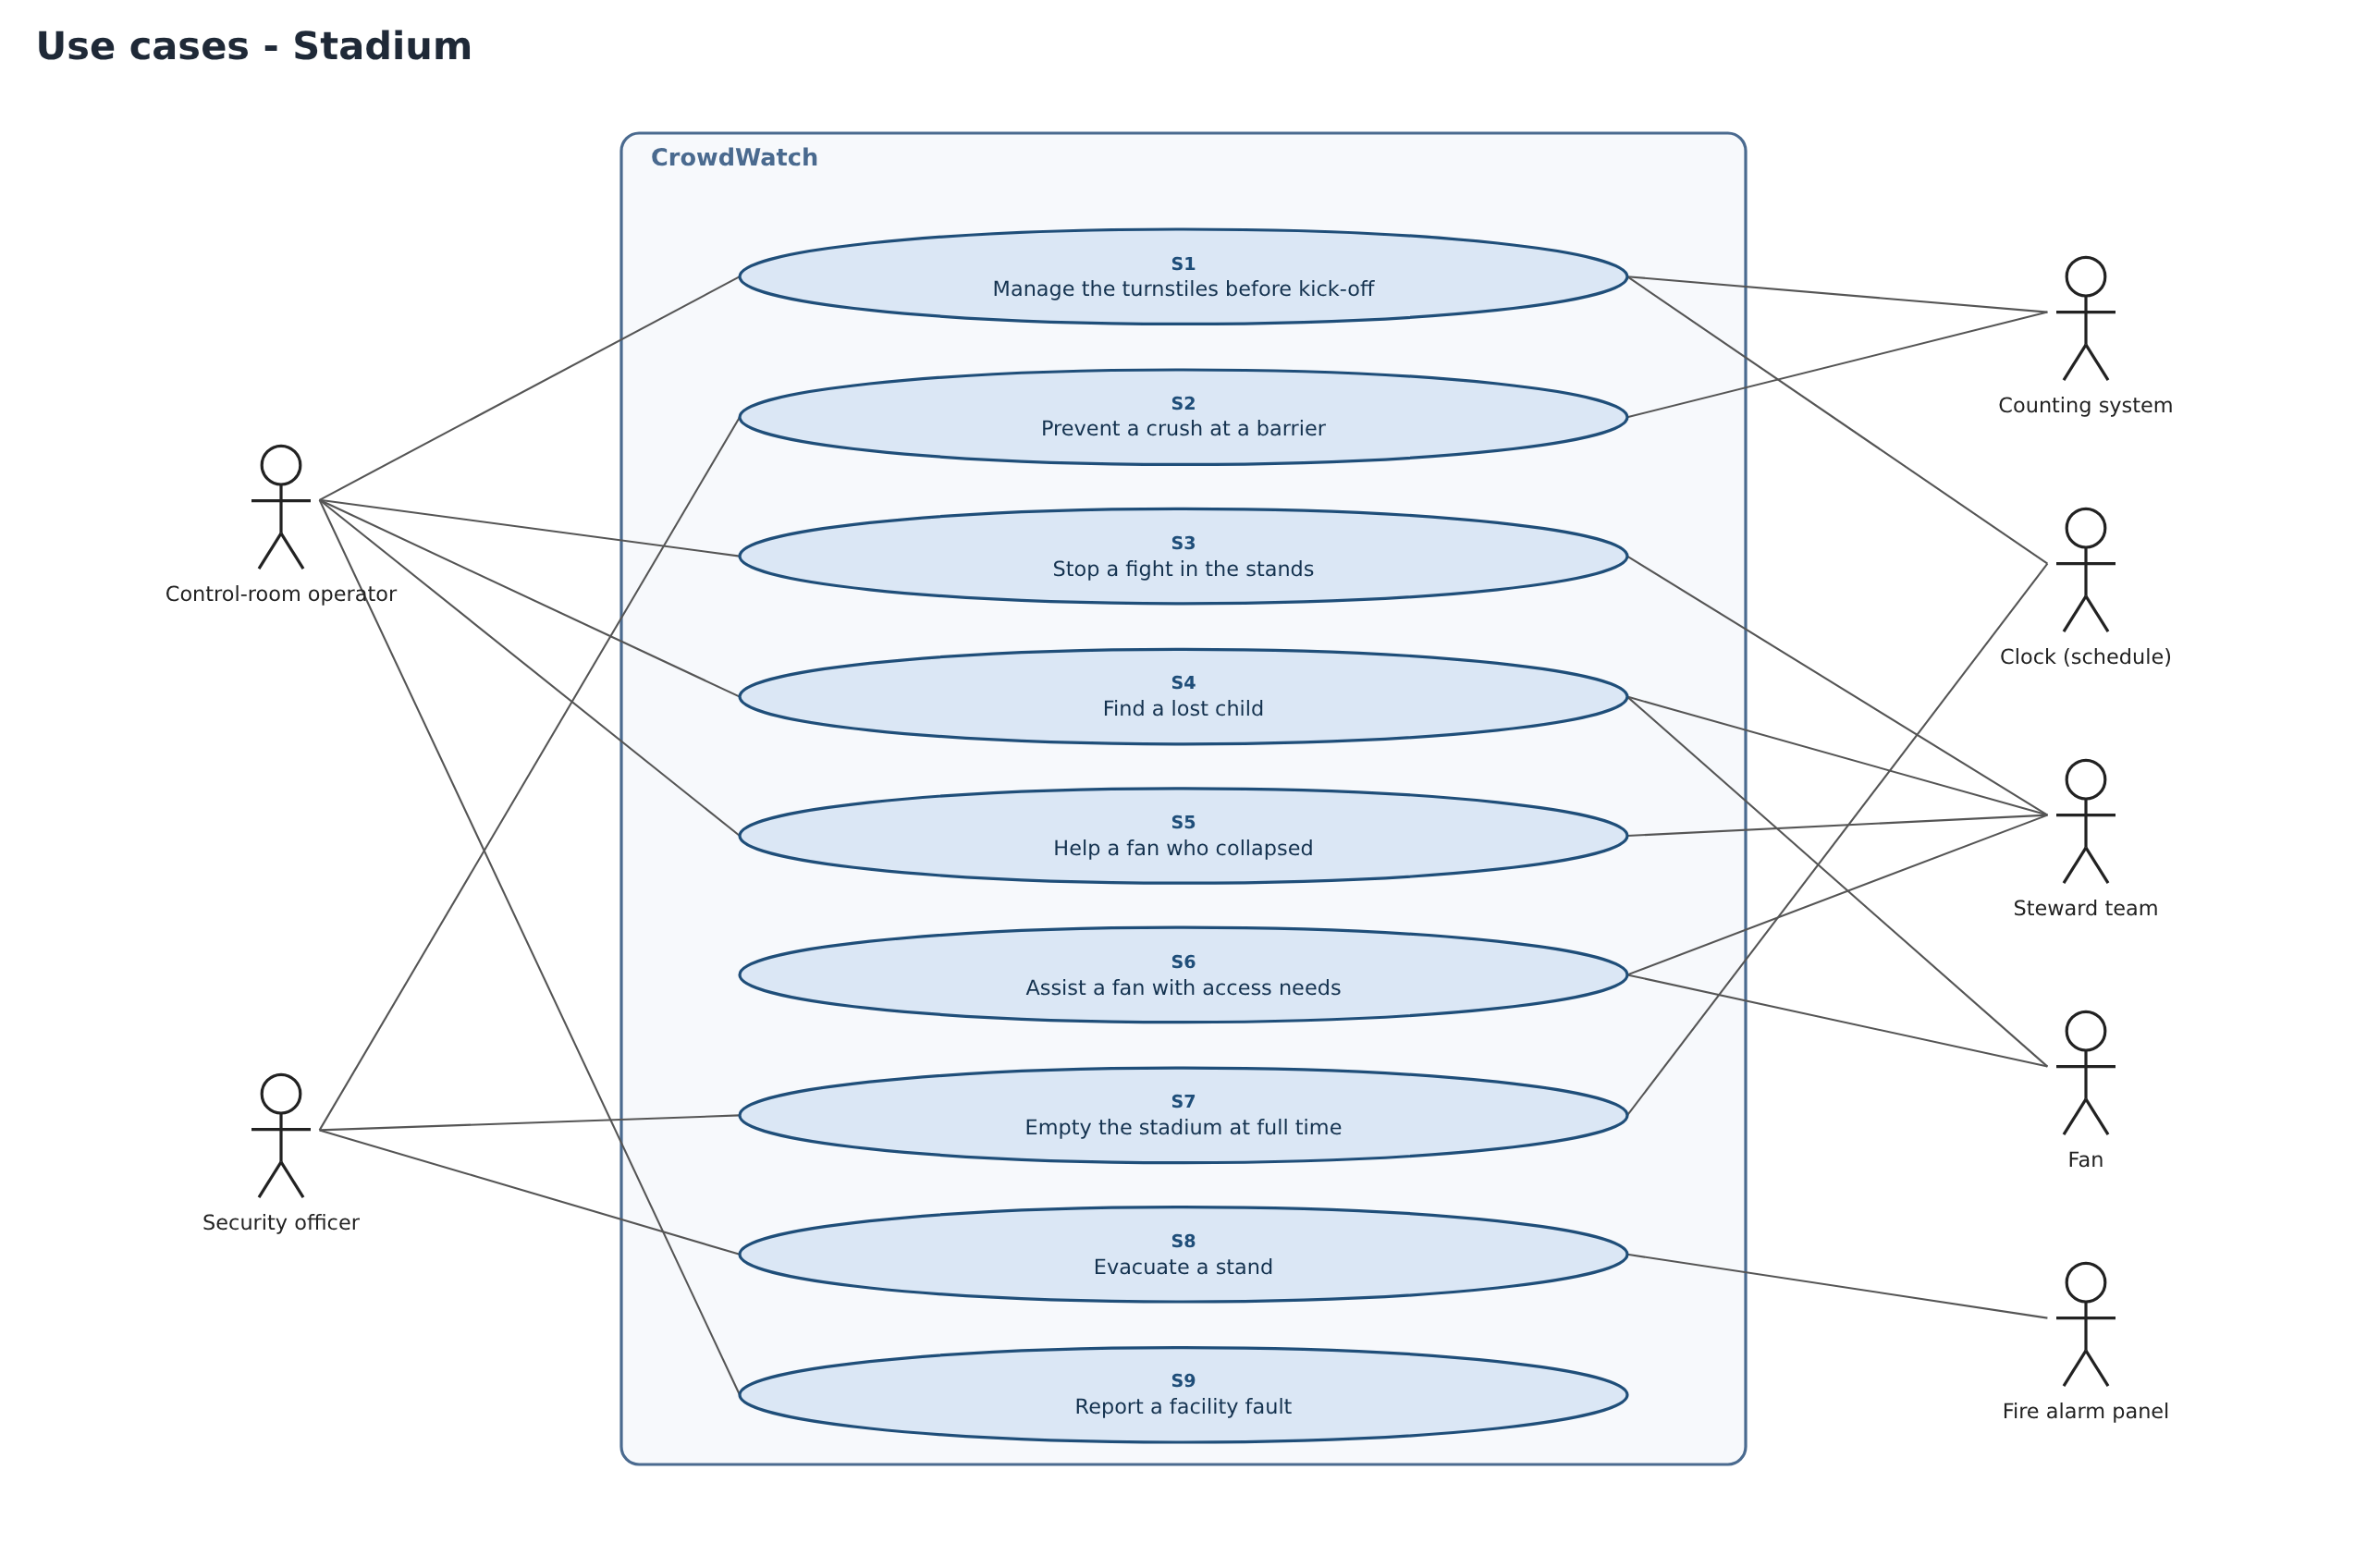 Use cases - Stadium
CrowdWatch
S1
Manage the turnstiles before kick-off
S2
Prevent a crush at a barrier
S3
Stop a fight in the stands
S4
Find a lost child
S5
Help a fan who collapsed
S6
Assist a fan with access needs
S7
Empty the stadium at full time
S8
Evacuate a stand
S9
Report a facility fault
Control-room operator
Security officer
Counting system
Clock (schedule)
Steward team
Fan
Fire alarm panel